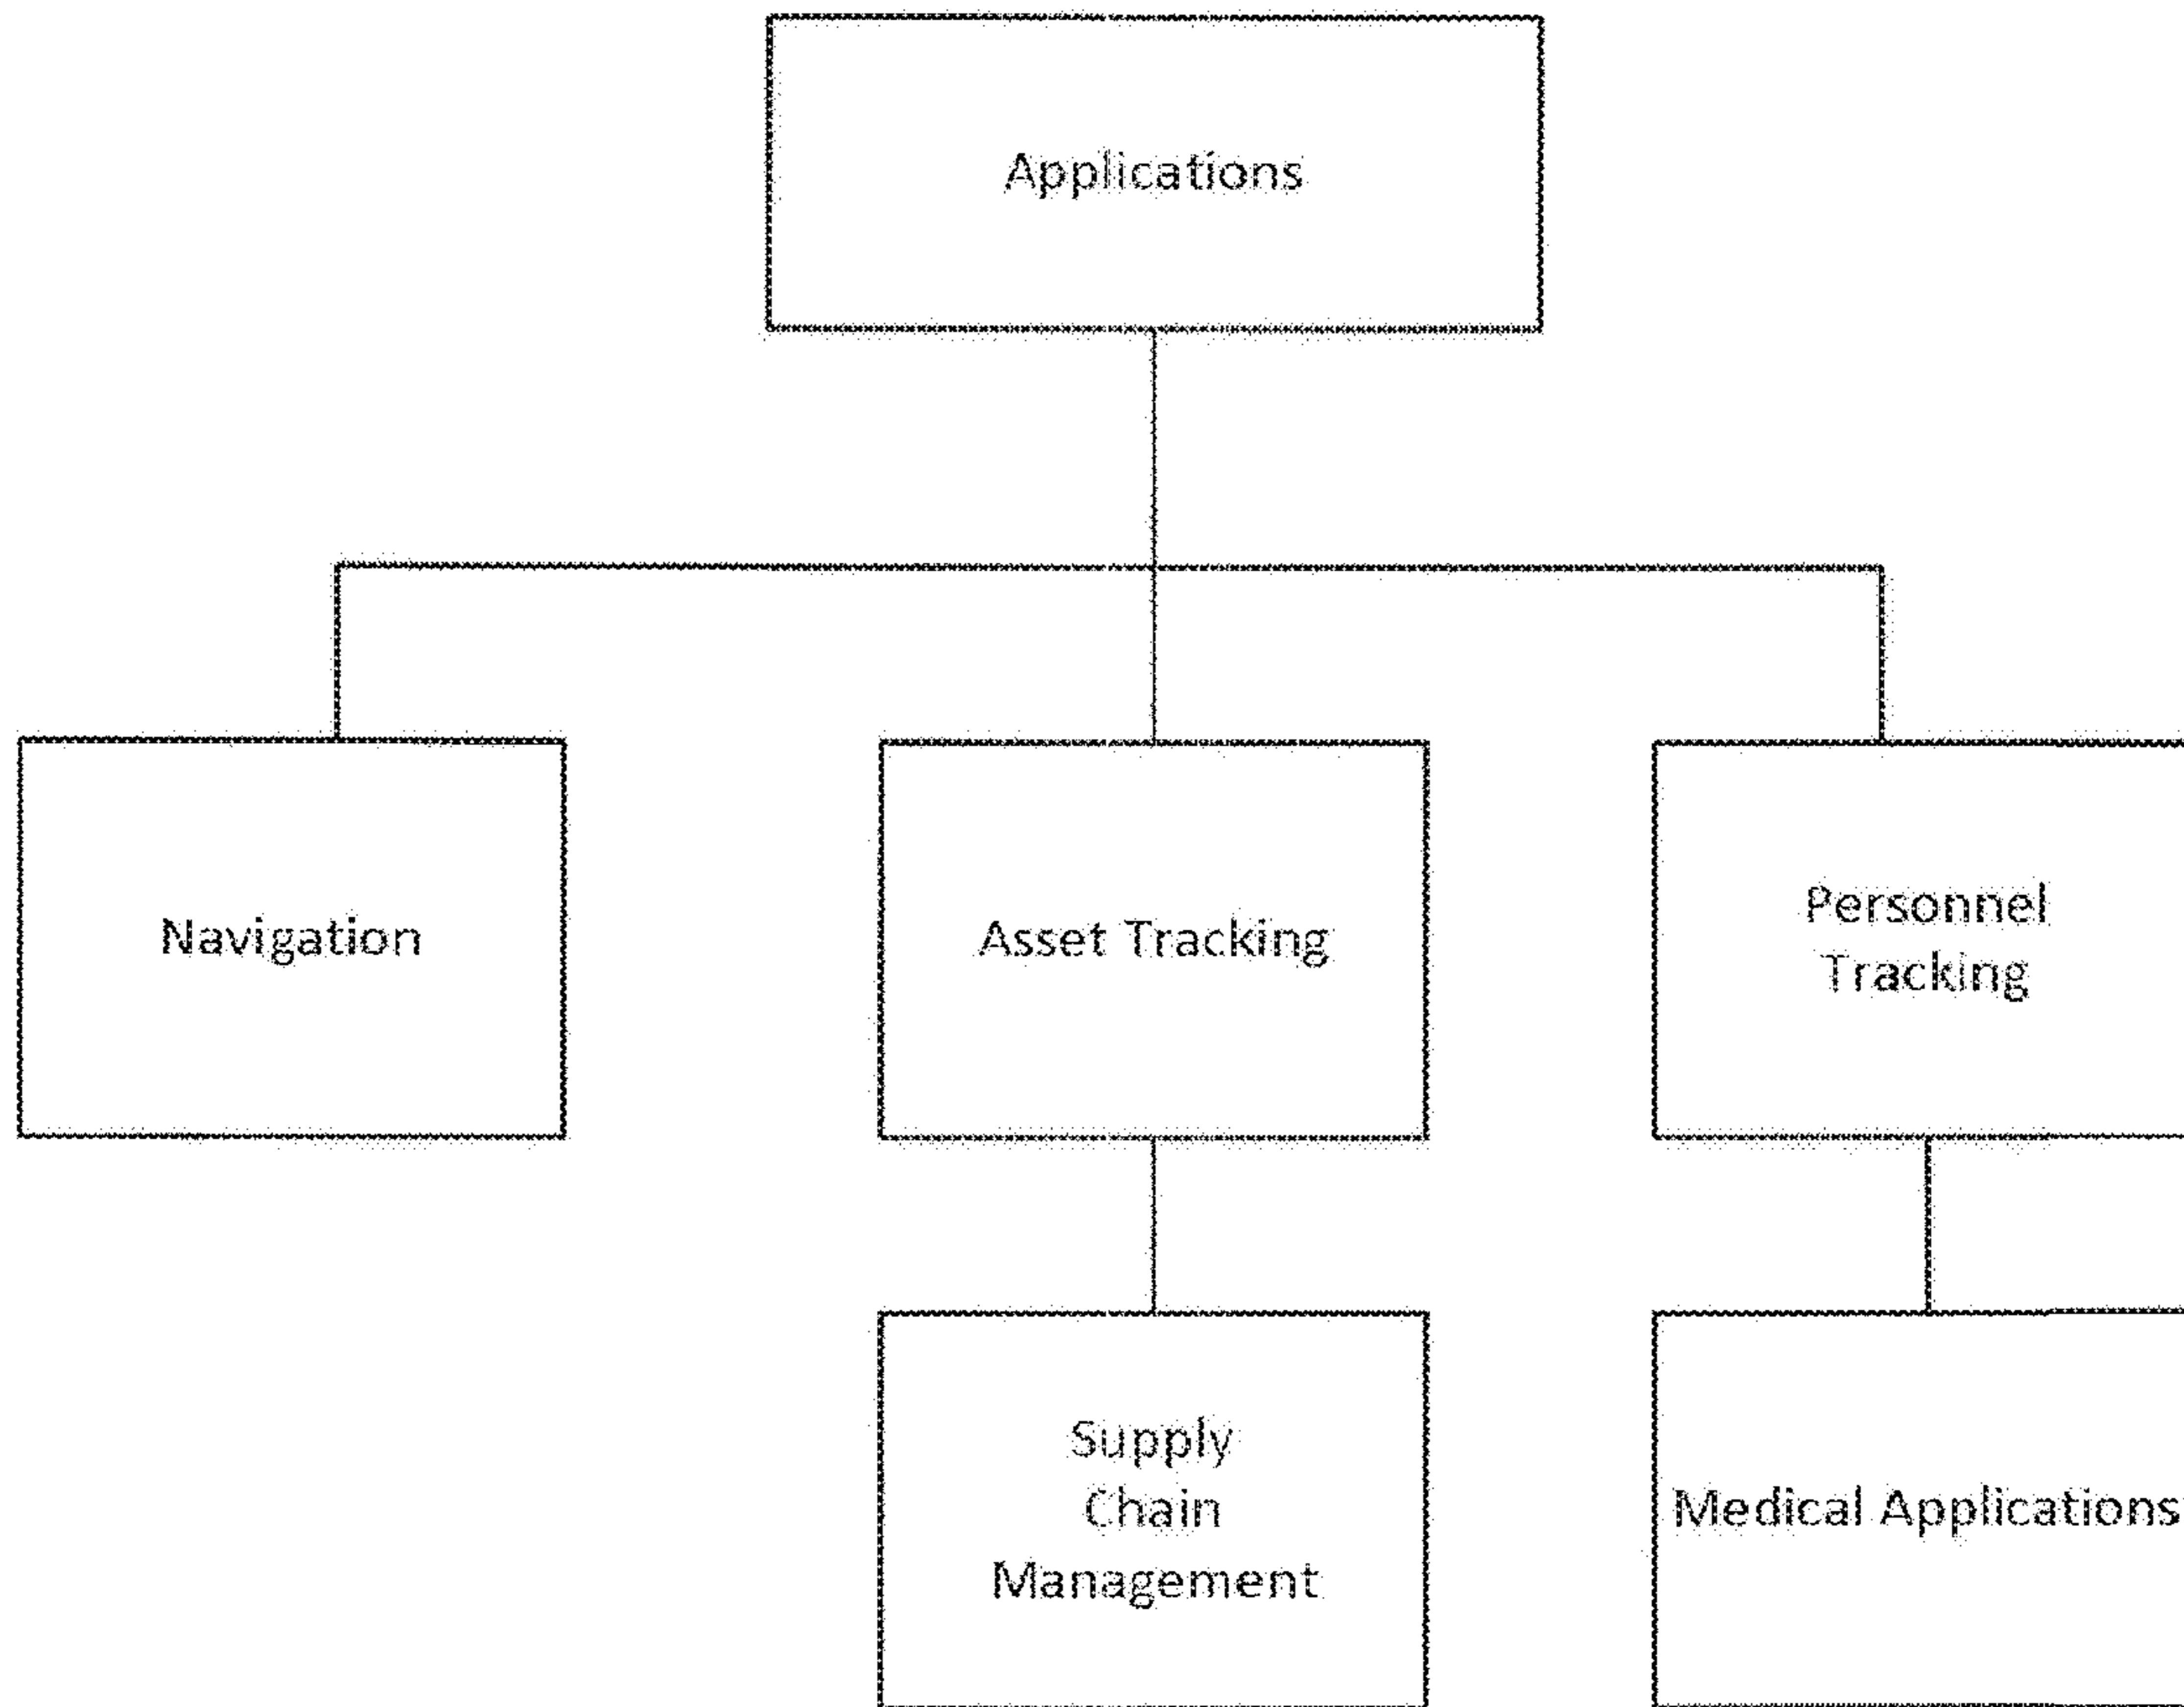 Applications
Navigation
Asset Tracking
Personnel
Tracking
Supply
Chain
Management
Medical Applications